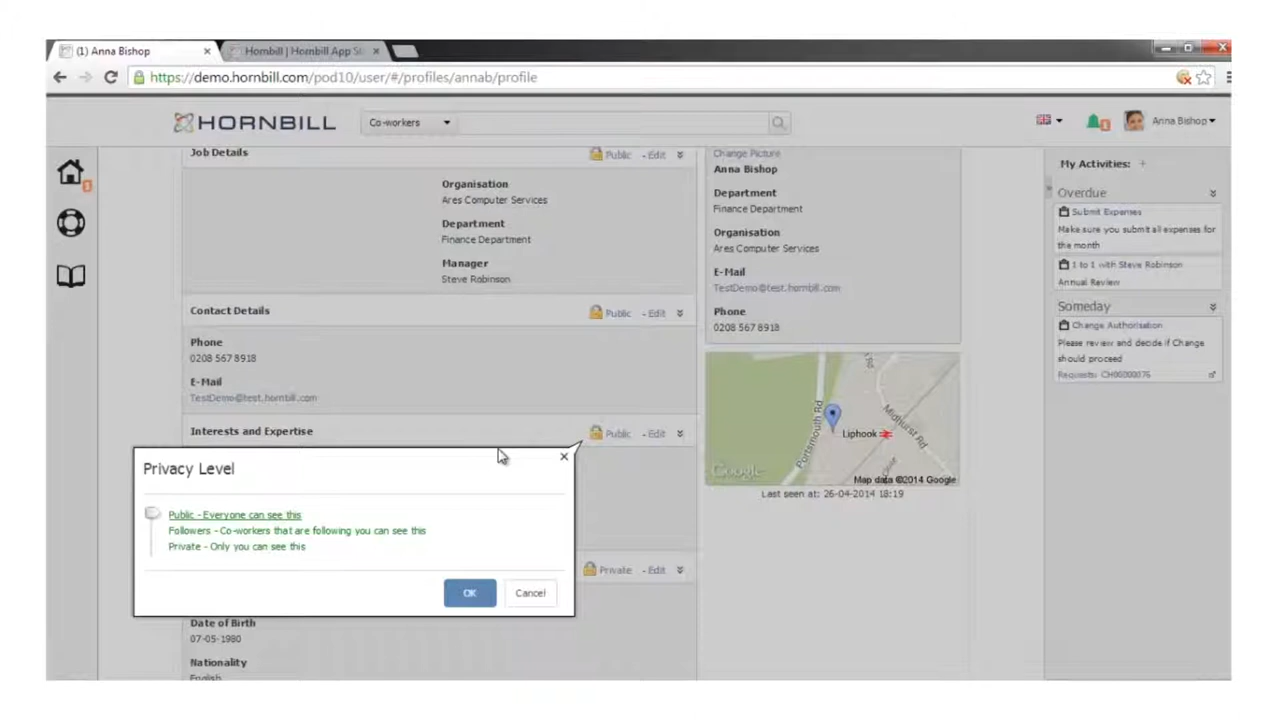 (1) Anna Bishop
Hornbill | Hornbill App St
https://demo.hornbill.com/pod10/user/#/profiles/annab/profile
HORNBILL
Co-workers
Anna Bishop
Job Details
Public - Edit
Organisation
Ares Computer Services
Department
Finance Department
Manager
Steve Robinson
Contact Details
Public - Edit
Phone
0208 567 8918
E-Mail
TestDemo@test.hornbill.com
Interests and Expertise
Public - Edit
Privacy Level
Public - Everyone can see this
Followers - Co-workers that are following you can see this
Private - Only you can see this
OK
Cancel
Private - Edit
Date of Birth
07-05-1980
Nationality
English
Change Picture
Anna Bishop
Department
Finance Department
Organisation
Ares Computer Services
E-Mail
TestDemo@test.hornbill.com
Phone
0208 567 8918
Portsmouth Rd
Midhurst Rd
Liphook
Google
Map data ©2014 Google
Last seen at: 26-04-2014 18:19
My Activities: +
Overdue
Submit Expenses
Make sure you submit all expenses for
the month
1 to 1 with Steve Robinson
Annual Review
Someday
Change Authorisation
Please review and decide if Change
should proceed
Requests: CH00000076